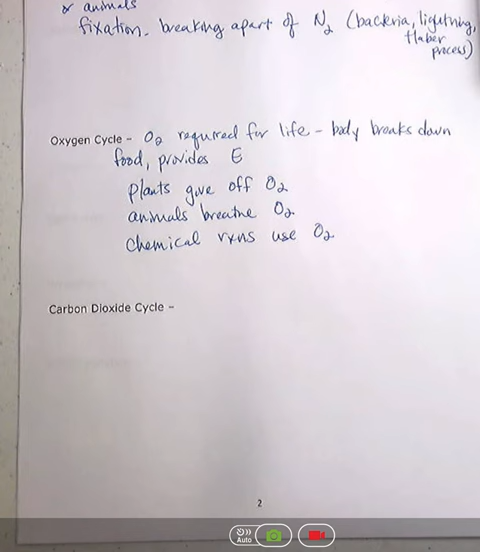 & animals
fixation - breaking apart of N₂ (bacteria, lightning,
Haber
process)
Oxygen Cycle - O₂ required for life - body breaks down
food, provides E
Plants give off O₂
animals breathe O₂
Chemical rxns use O₂
Carbon Dioxide Cycle -
2
Auto